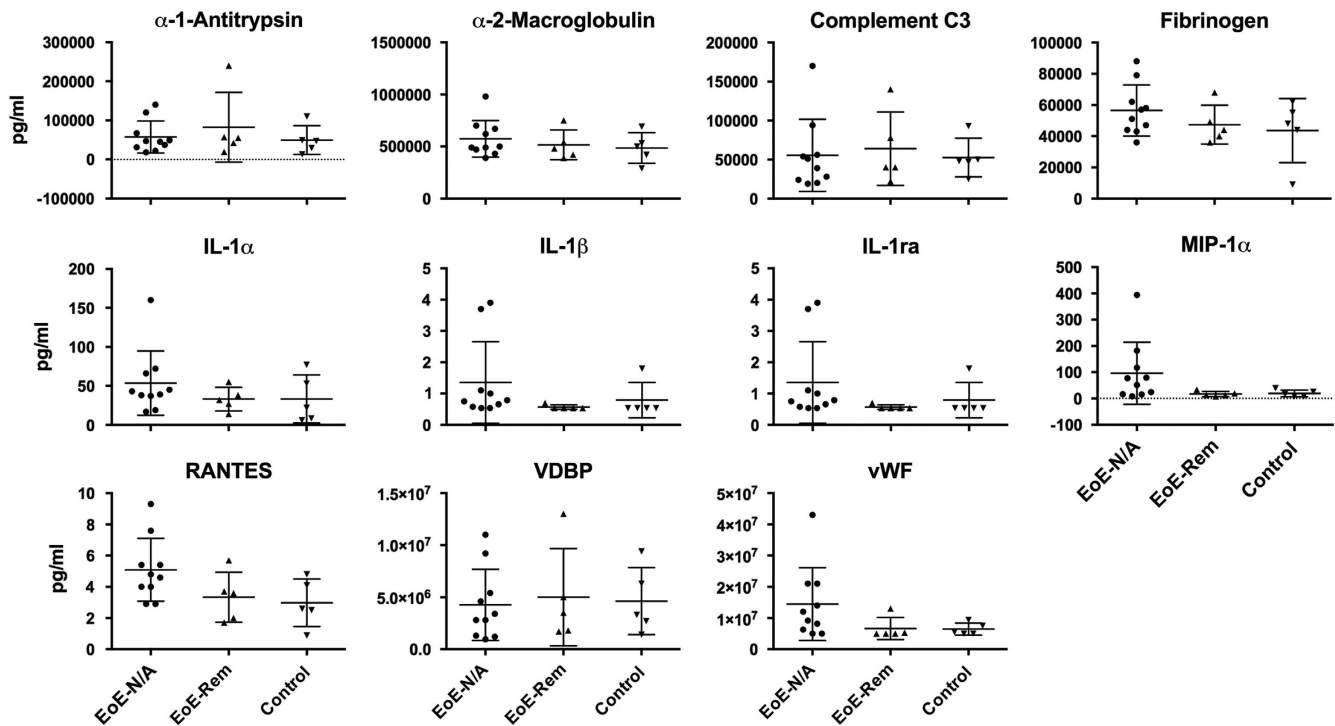 α-1-Antitrypsin
pg/ml
300000
200000
100000
0
-100000
α-2-Macroglobulin
1500000
1000000
500000
0
Complement C3
200000
150000
100000
50000
0
Fibrinogen
100000
80000
60000
40000
20000
0
IL-1α
pg/ml
200
150
100
50
0
IL-1β
5
4
3
2
1
0
IL-1ra
5
4
3
2
1
0
MIP-1α
500
400
300
200
100
0
-100
EoE-N/A
EoE-Rem
Control
RANTES
pg/ml
10
8
6
4
2
0
EoE-N/A
EoE-Rem
Control
VDBP
1.5×10⁷
1.0×10⁷
5.0×10⁶
0
EoE-N/A
EoE-Rem
Control
vWF
5×10⁷
4×10⁷
3×10⁷
2×10⁷
1×10⁷
0
EoE-N/A
EoE-Rem
Control